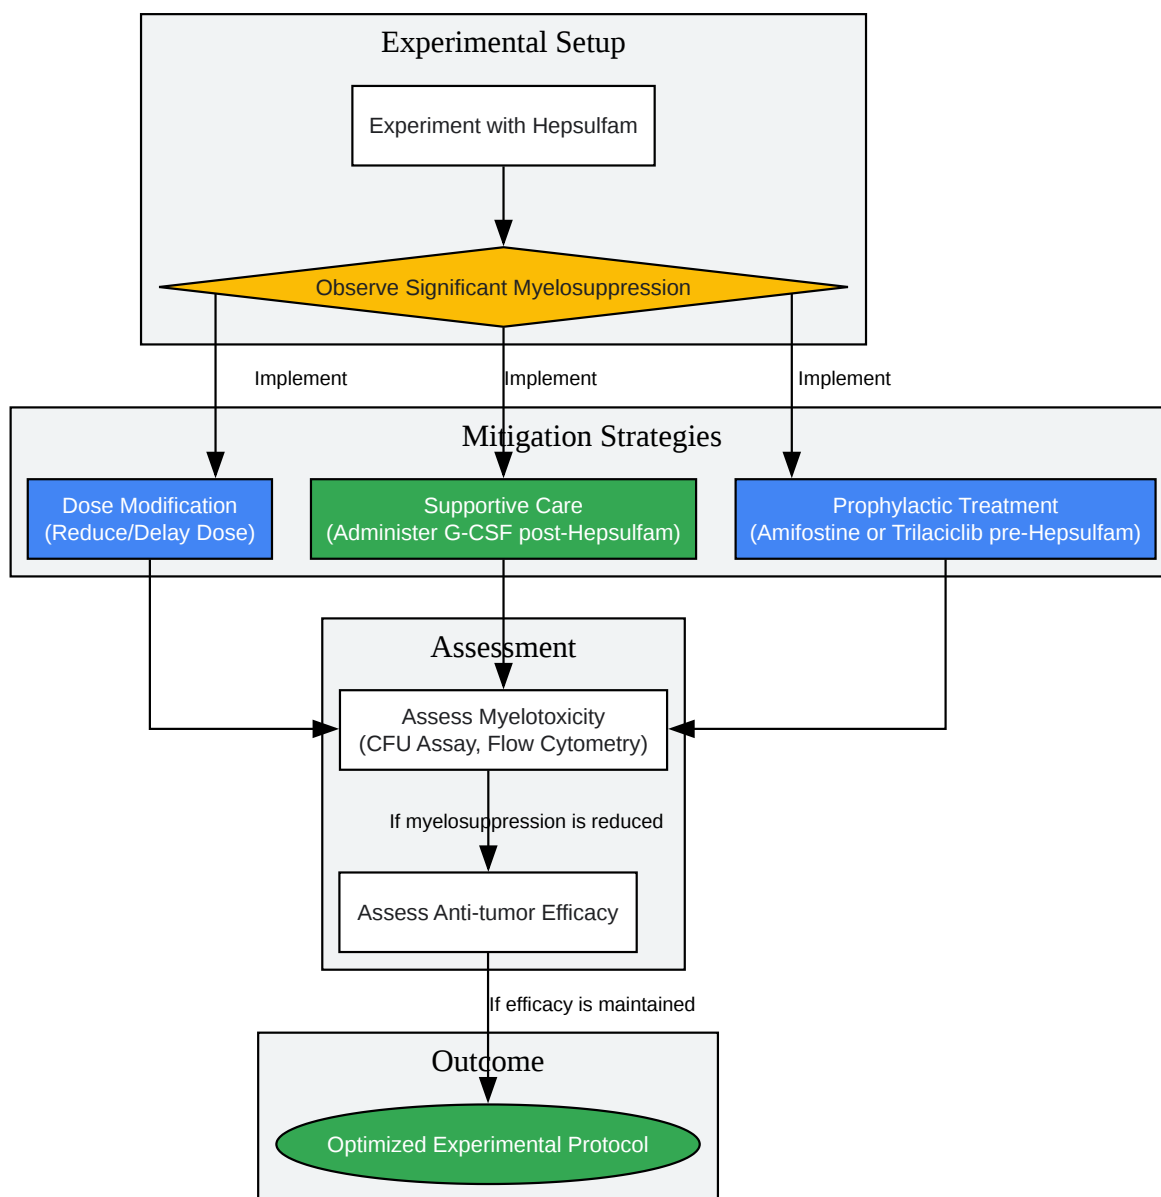 Experimental Setup
Experiment with Hepsulfam
Observe Significant Myelosuppression
Implement
Implement
Implement
Mitigation Strategies
Dose Modification
(Reduce/Delay Dose)
Supportive Care
(Administer G-CSF post-Hepsulfam)
Prophylactic Treatment
(Amifostine or Trilaciclib pre-Hepsulfam)
Assessment
Assess Myelotoxicity
(CFU Assay, Flow Cytometry)
If myelosuppression is reduced
Assess Anti-tumor Efficacy
If efficacy is maintained
Outcome
Optimized Experimental Protocol